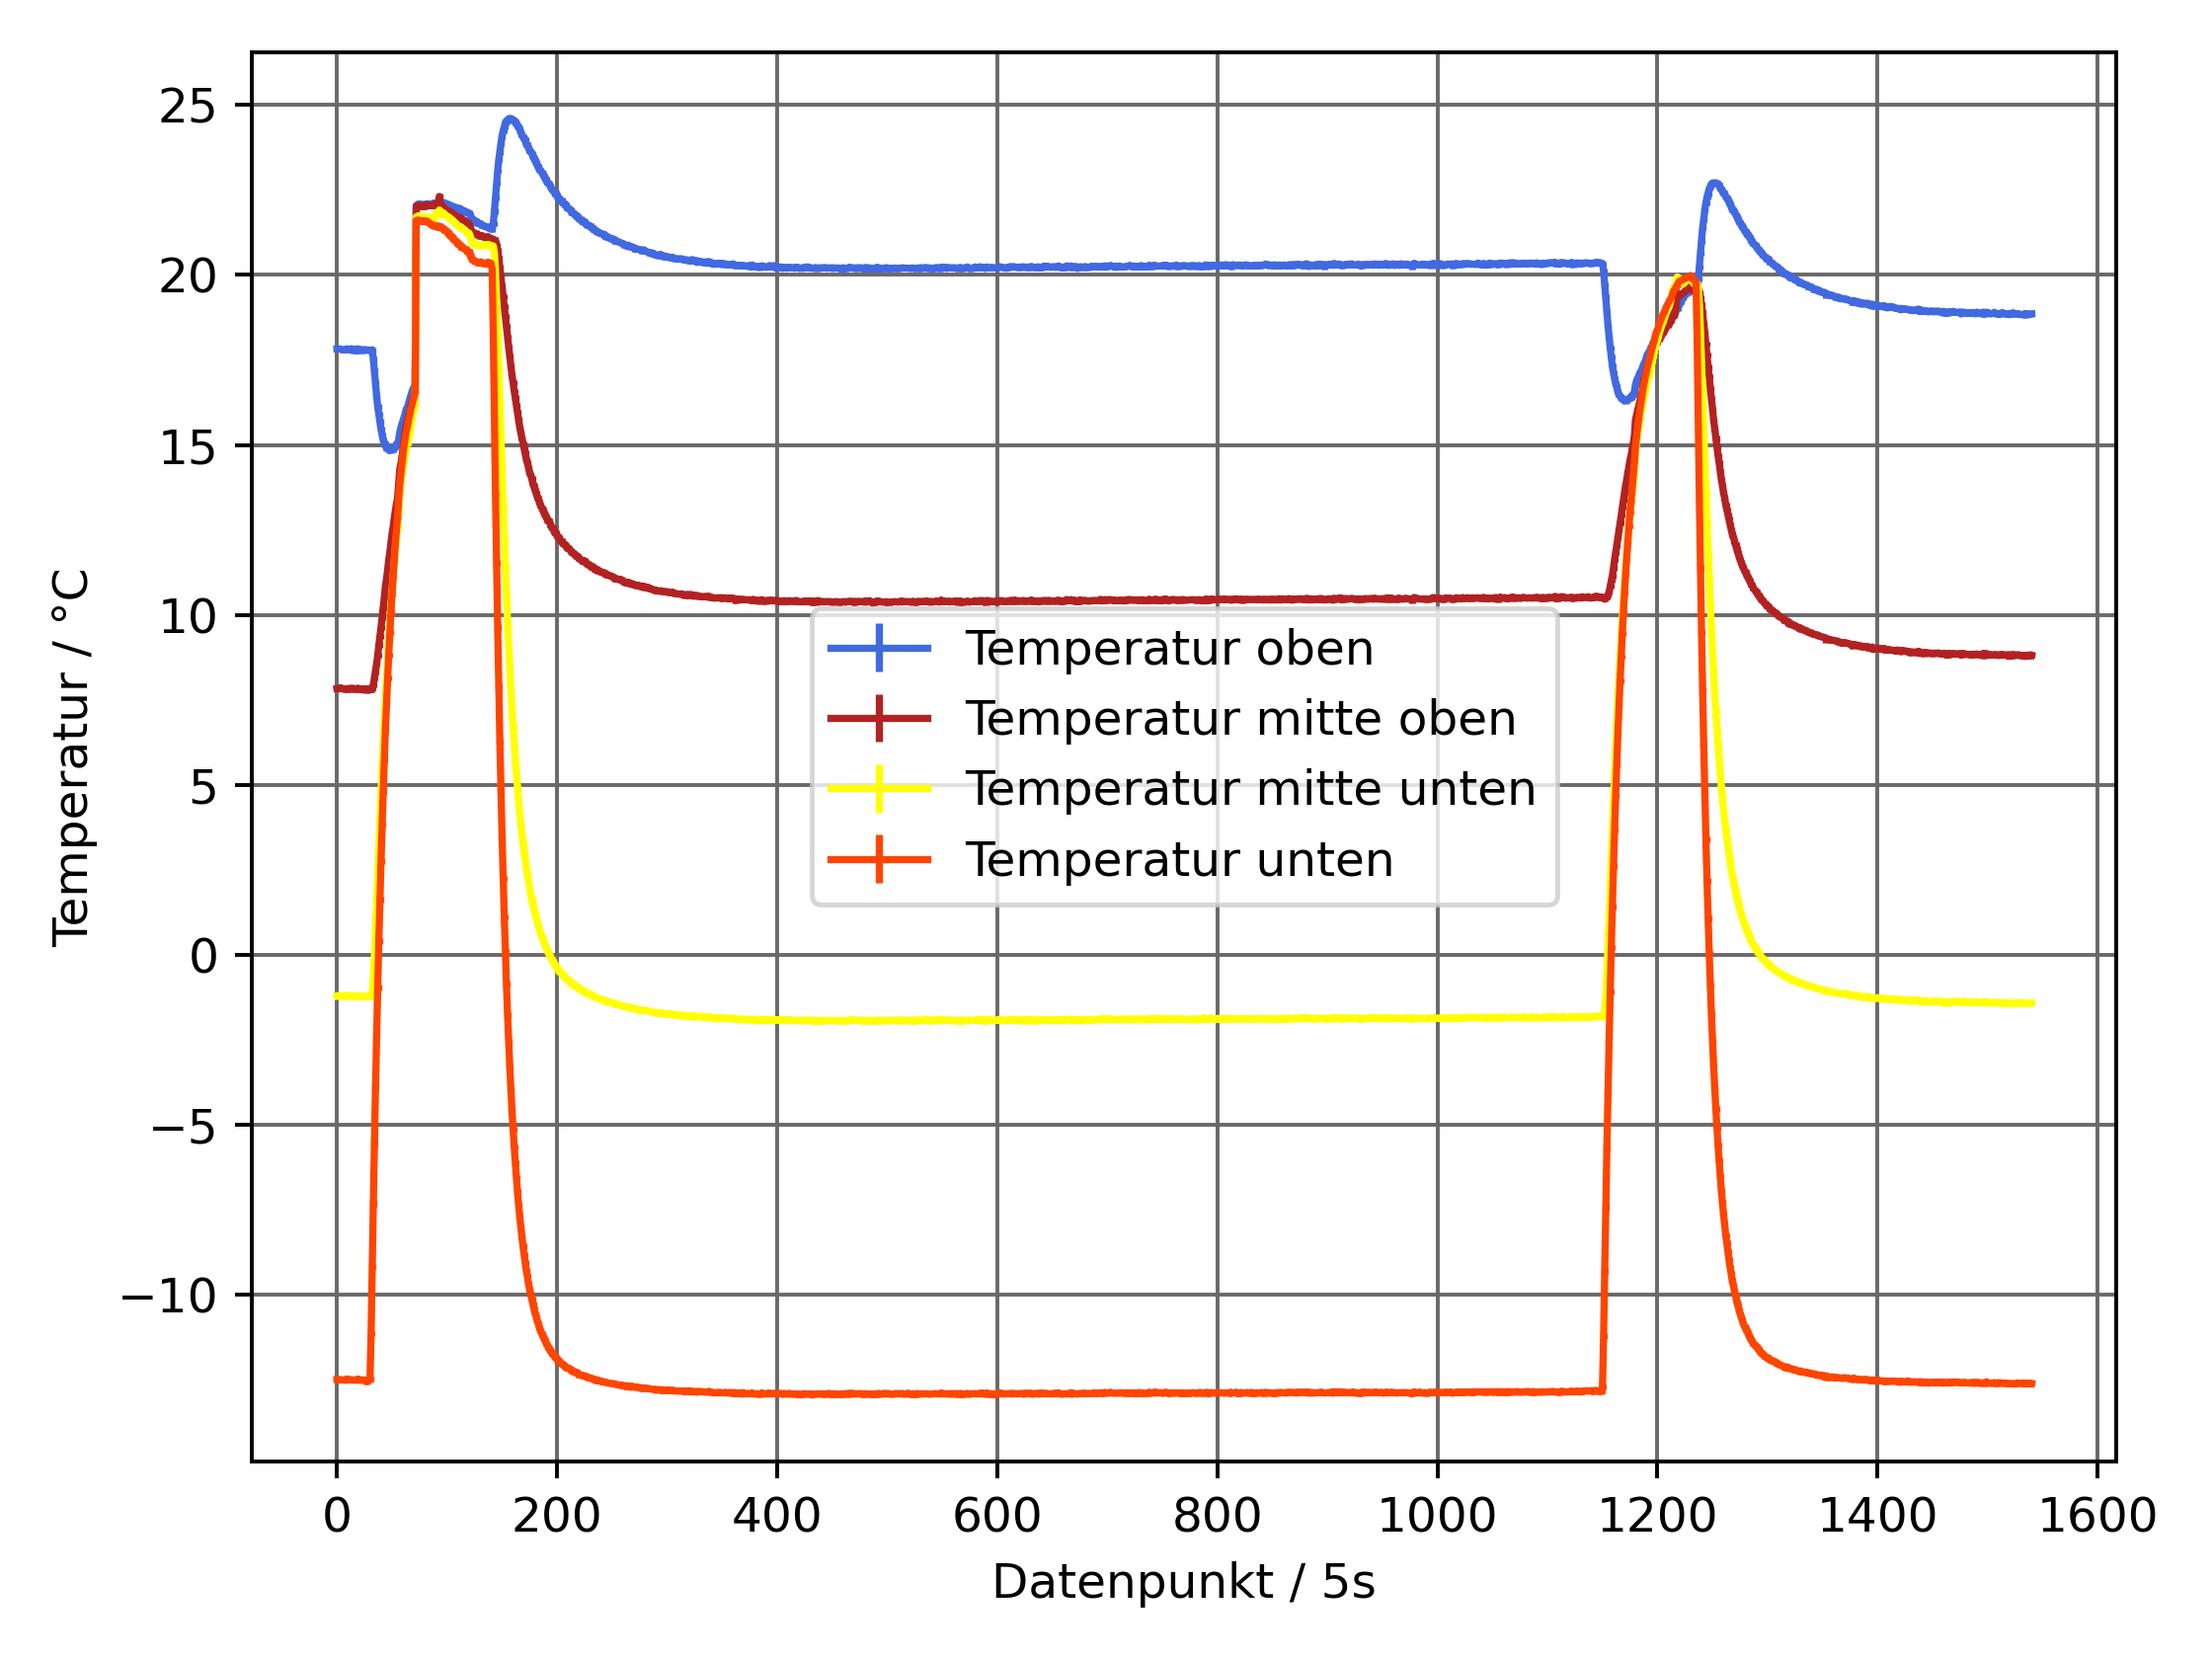 25
20
15
10
5
0
−5
−10
Temperatur / °C
Temperatur oben
Temperatur mitte oben
Temperatur mitte unten
Temperatur unten
0 200 400 600 800 1000 1200 1400 1600
Datenpunkt / 5s